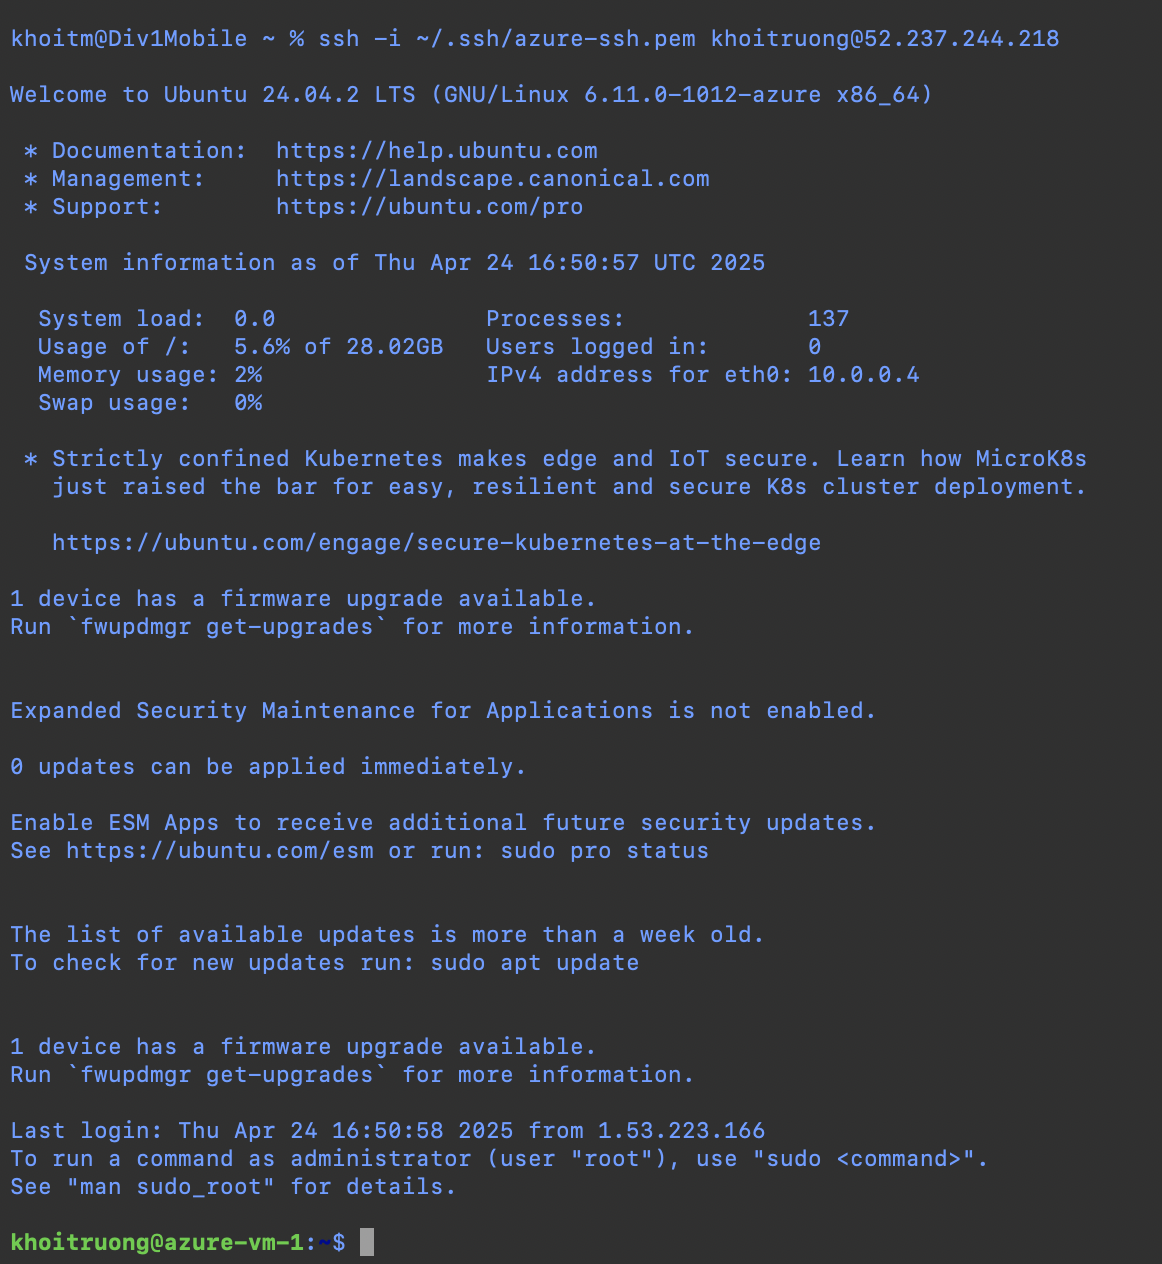 khoitm@Div1Mobile ~ % ssh -i ~/.ssh/azure-ssh.pem khoitruong@52.237.244.218
Welcome to Ubuntu 24.04.2 LTS (GNU/Linux 6.11.0-1012-azure x86_64)
* Documentation:  https://help.ubuntu.com
* Management:     https://landscape.canonical.com
* Support:        https://ubuntu.com/pro
System information as of Thu Apr 24 16:50:57 UTC 2025
System load:  0.0               Processes:             137
Usage of /:   5.6% of 28.02GB   Users logged in:       0
Memory usage: 2%                IPv4 address for eth0: 10.0.0.4
Swap usage:   0%
* Strictly confined Kubernetes makes edge and IoT secure. Learn how MicroK8s
just raised the bar for easy, resilient and secure K8s cluster deployment.
https://ubuntu.com/engage/secure-kubernetes-at-the-edge
1 device has a firmware upgrade available.
Run `fwupdmgr get-upgrades` for more information.
Expanded Security Maintenance for Applications is not enabled.
0 updates can be applied immediately.
Enable ESM Apps to receive additional future security updates.
See https://ubuntu.com/esm or run: sudo pro status
The list of available updates is more than a week old.
To check for new updates run: sudo apt update
1 device has a firmware upgrade available.
Run `fwupdmgr get-upgrades` for more information.
Last login: Thu Apr 24 16:50:58 2025 from 1.53.223.166
To run a command as administrator (user "root"), use "sudo <command>".
See "man sudo_root" for details.
khoitruong@azure-vm-1:~$